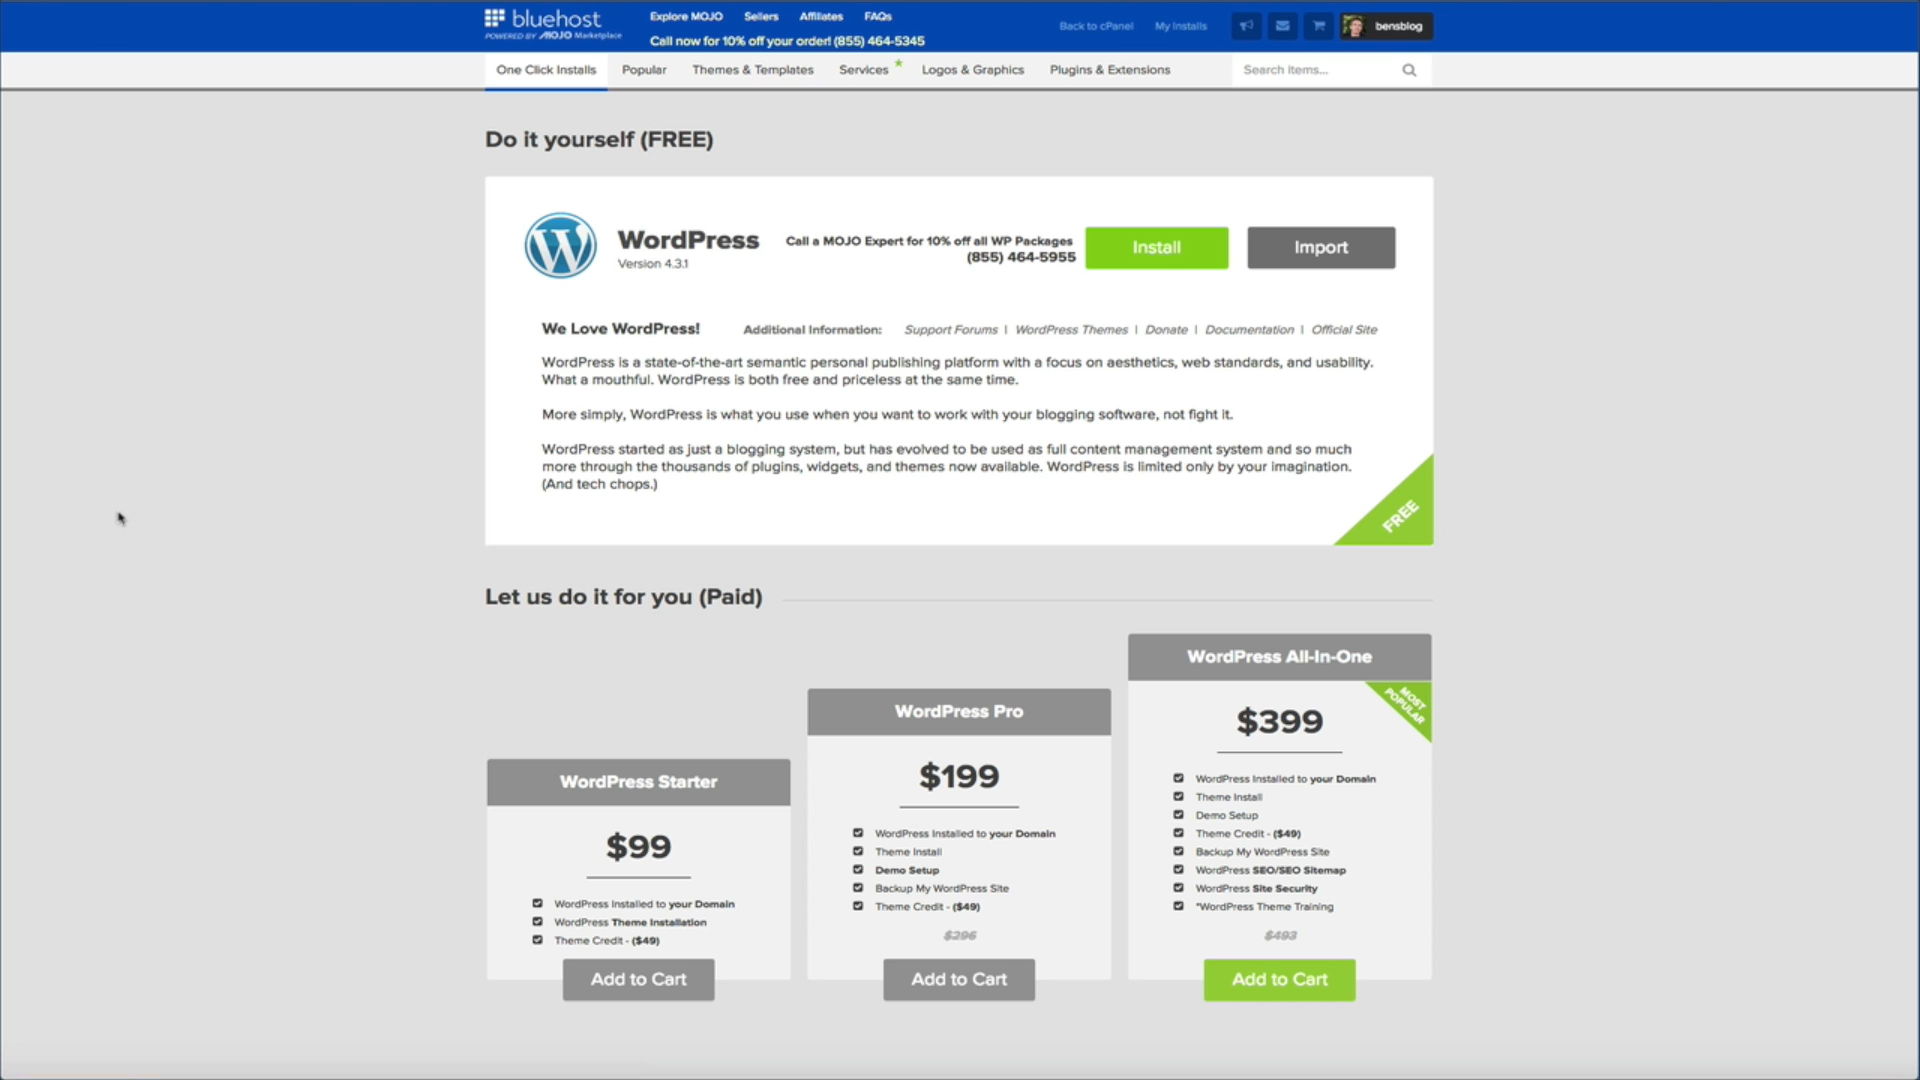 bluehost
POWERED BY MOJO Marketplace
Explore MOJO Sellers Affiliates FAQs
Call now for 10% off your order! (855) 464-5345
Back to cPanel My Installs bensblog
One Click Installs Popular Themes & Templates Services * Logos & Graphics Plugins & Extensions Search Items...
Do it yourself (FREE)
WordPress
Version 4.3.1
Call a MOJO Expert for 10% off all WP Packages
(855) 464-5955
Install
Import
We Love WordPress!
Additional Information: Support Forums | WordPress Themes | Donate | Documentation | Official Site
WordPress is a state-of-the-art semantic personal publishing platform with a focus on aesthetics, web standards, and usability.
What a mouthful. WordPress is both free and priceless at the same time.
More simply, WordPress is what you use when you want to work with your blogging software, not fight it.
WordPress started as just a blogging system, but has evolved to be used as full content management system and so much
more through the thousands of plugins, widgets, and themes now available. WordPress is limited only by your imagination.
(And tech chops.)
FREE
Let us do it for you (Paid)
WordPress Starter
$99
WordPress Installed to your Domain
WordPress Theme Installation
Theme Credit - ($49)
Add to Cart
WordPress Pro
$199
WordPress Installed to your Domain
Theme Install
Demo Setup
Backup My WordPress Site
Theme Credit - ($49)
$296
Add to Cart
WordPress All-In-One
MOST
POPULAR
$399
WordPress Installed to your Domain
Theme Install
Demo Setup
Theme Credit - ($49)
Backup My WordPress Site
WordPress SEO/SEO Sitemap
WordPress Site Security
*WordPress Theme Training
$493
Add to Cart